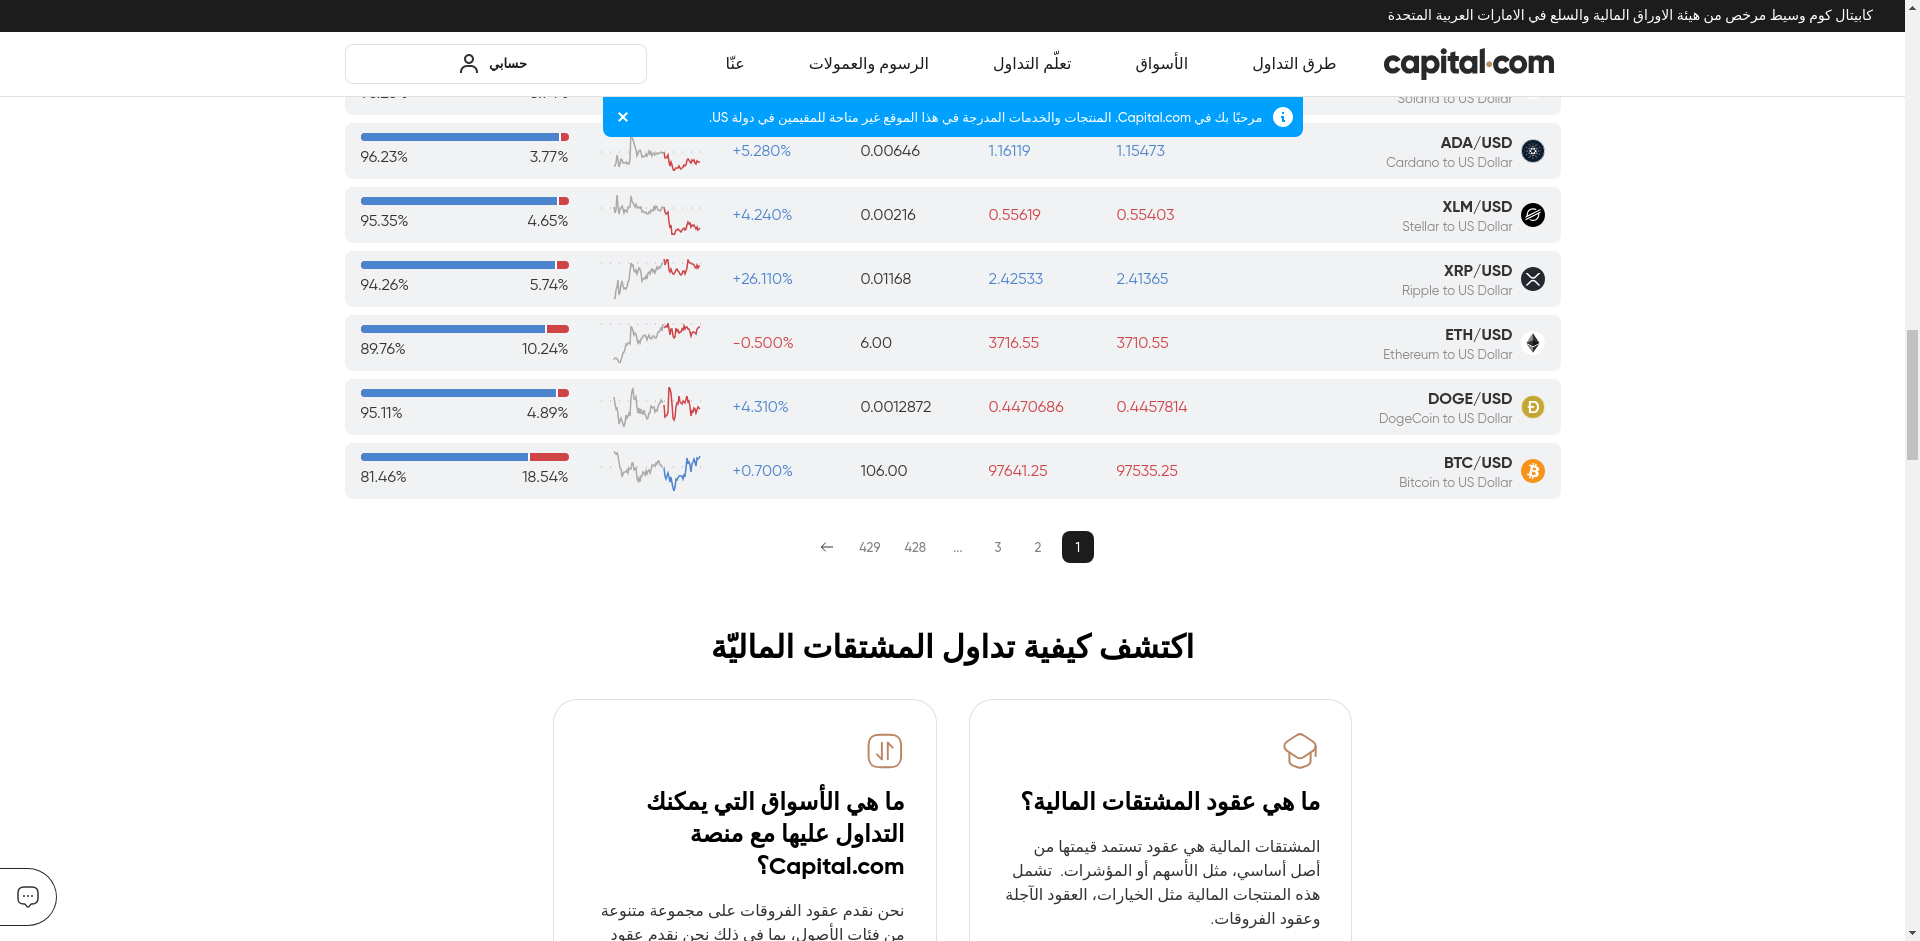 كابيتال كوم وسيط مرخص من هيئة الاوراق المالية والسلع في الامارات العربية المتحدة
capital.com
طرق التداول
الأسواق
تعلّم التداول
الرسوم والعمولات
عنّا
حسابي
مرحبًا بك في Capital.com. المنتجات والخدمات المدرجة في هذا الموقع غير متاحة للمقيمين في دولة US.
Solana to US Dollar
ADA/USD
Cardano to US Dollar
1.15473
1.16119
0.00646
+5.280%
3.77%
96.23%
XLM/USD
Stellar to US Dollar
0.55403
0.55619
0.00216
+4.240%
4.65%
95.35%
XRP/USD
Ripple to US Dollar
2.41365
2.42533
0.01168
+26.110%
5.74%
94.26%
ETH/USD
Ethereum to US Dollar
3710.55
3716.55
6.00
-0.500%
10.24%
89.76%
DOGE/USD
DogeCoin to US Dollar
0.4457814
0.4470686
0.0012872
+4.310%
4.89%
95.11%
BTC/USD
Bitcoin to US Dollar
97535.25
97641.25
106.00
+0.700%
18.54%
81.46%
1
2
3
...
428
429
اكتشف كيفية تداول المشتقات الماليّة
ما هي عقود المشتقات المالية؟
المشتقات المالية هي عقود تستمد قيمتها من
أصل أساسي، مثل الأسهم أو المؤشرات. تشمل
هذه المنتجات المالية مثل الخيارات، العقود الآجلة
وعقود الفروقات.
ما هي الأسواق التي يمكنك
التداول عليها مع منصة
Capital.com؟
نحن نقدم عقود الفروقات على مجموعة متنوعة
من فئات الأصول، بما في ذلك نحن نقدم عقود